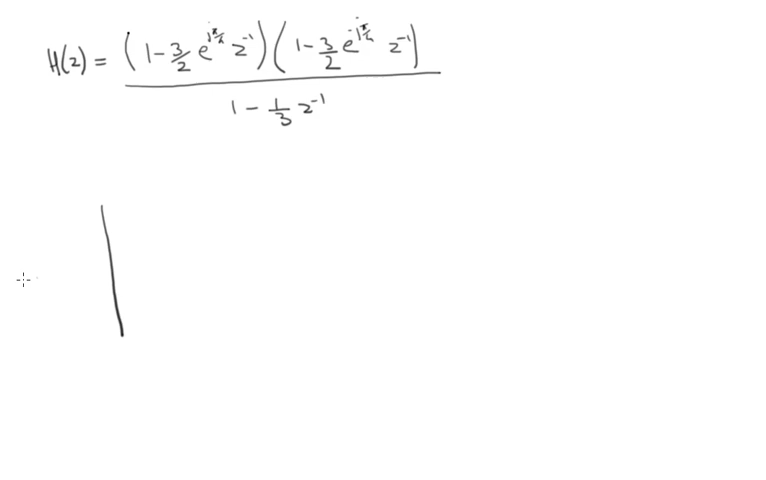 H(z) = (1 - 3/2 e^{jπ/4} z^{-1}) (1 - 3/2 e^{-jπ/4} z^{-1})
1 - 1/3 z^{-1}